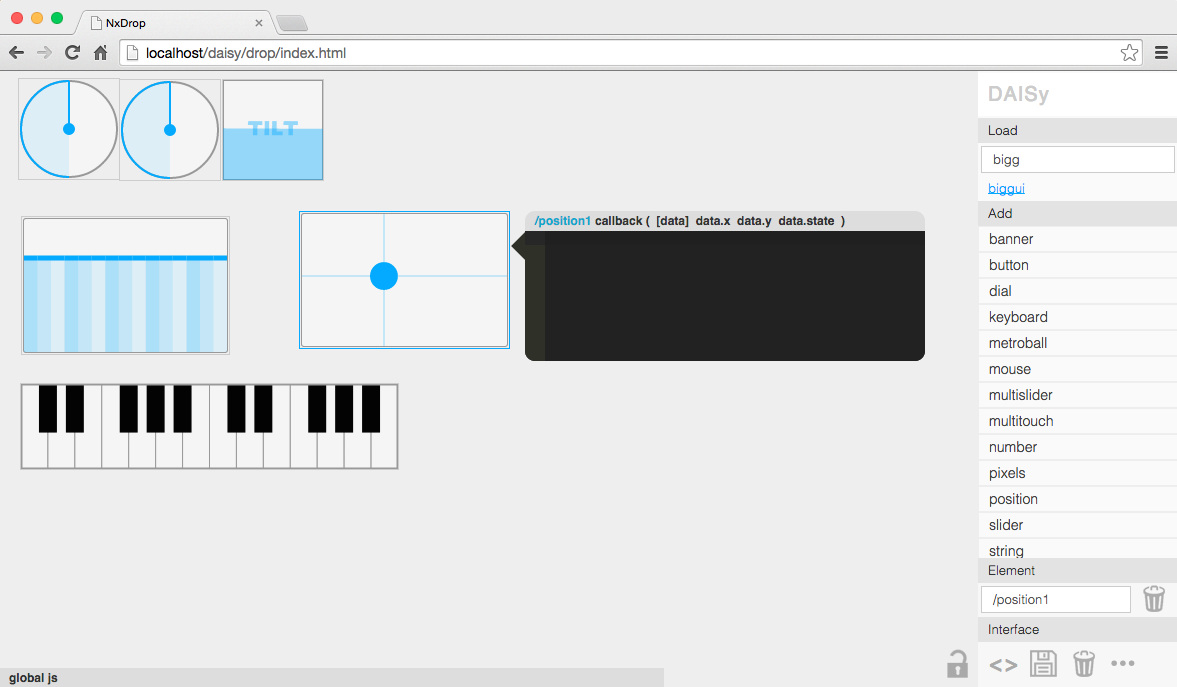 NxDrop
localhost/daisy/drop/index.html
TILT
/position1 callback ( [data] data.x data.y data.state )
DAISy
Load
bigg
biggui
Add
banner
button
dial
keyboard
metroball
mouse
multislider
multitouch
number
pixels
position
slider
string
Element
/position1
Interface
<> •••
global js